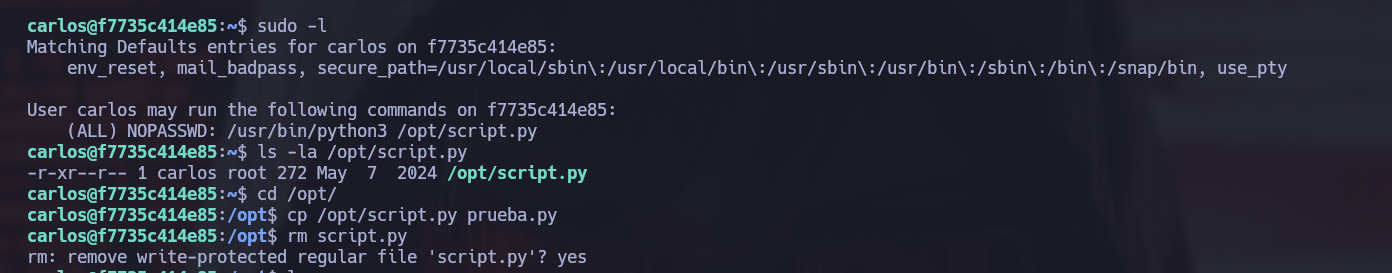 carlos@f7735c414e85:~$ sudo -l
Matching Defaults entries for carlos on f7735c414e85:
    env_reset, mail_badpass, secure_path=/usr/local/sbin\:/usr/local/bin\:/usr/sbin\:/usr/bin\:/sbin\:/bin\:/snap/bin, use_pty

User carlos may run the following commands on f7735c414e85:
    (ALL) NOPASSWD: /usr/bin/python3 /opt/script.py
carlos@f7735c414e85:~$ ls -la /opt/script.py
-r-xr--r-- 1 carlos root 272 May  7  2024 /opt/script.py
carlos@f7735c414e85:~$ cd /opt/
carlos@f7735c414e85:/opt$ cp /opt/script.py prueba.py
carlos@f7735c414e85:/opt$ rm script.py
rm: remove write-protected regular file 'script.py'? yes